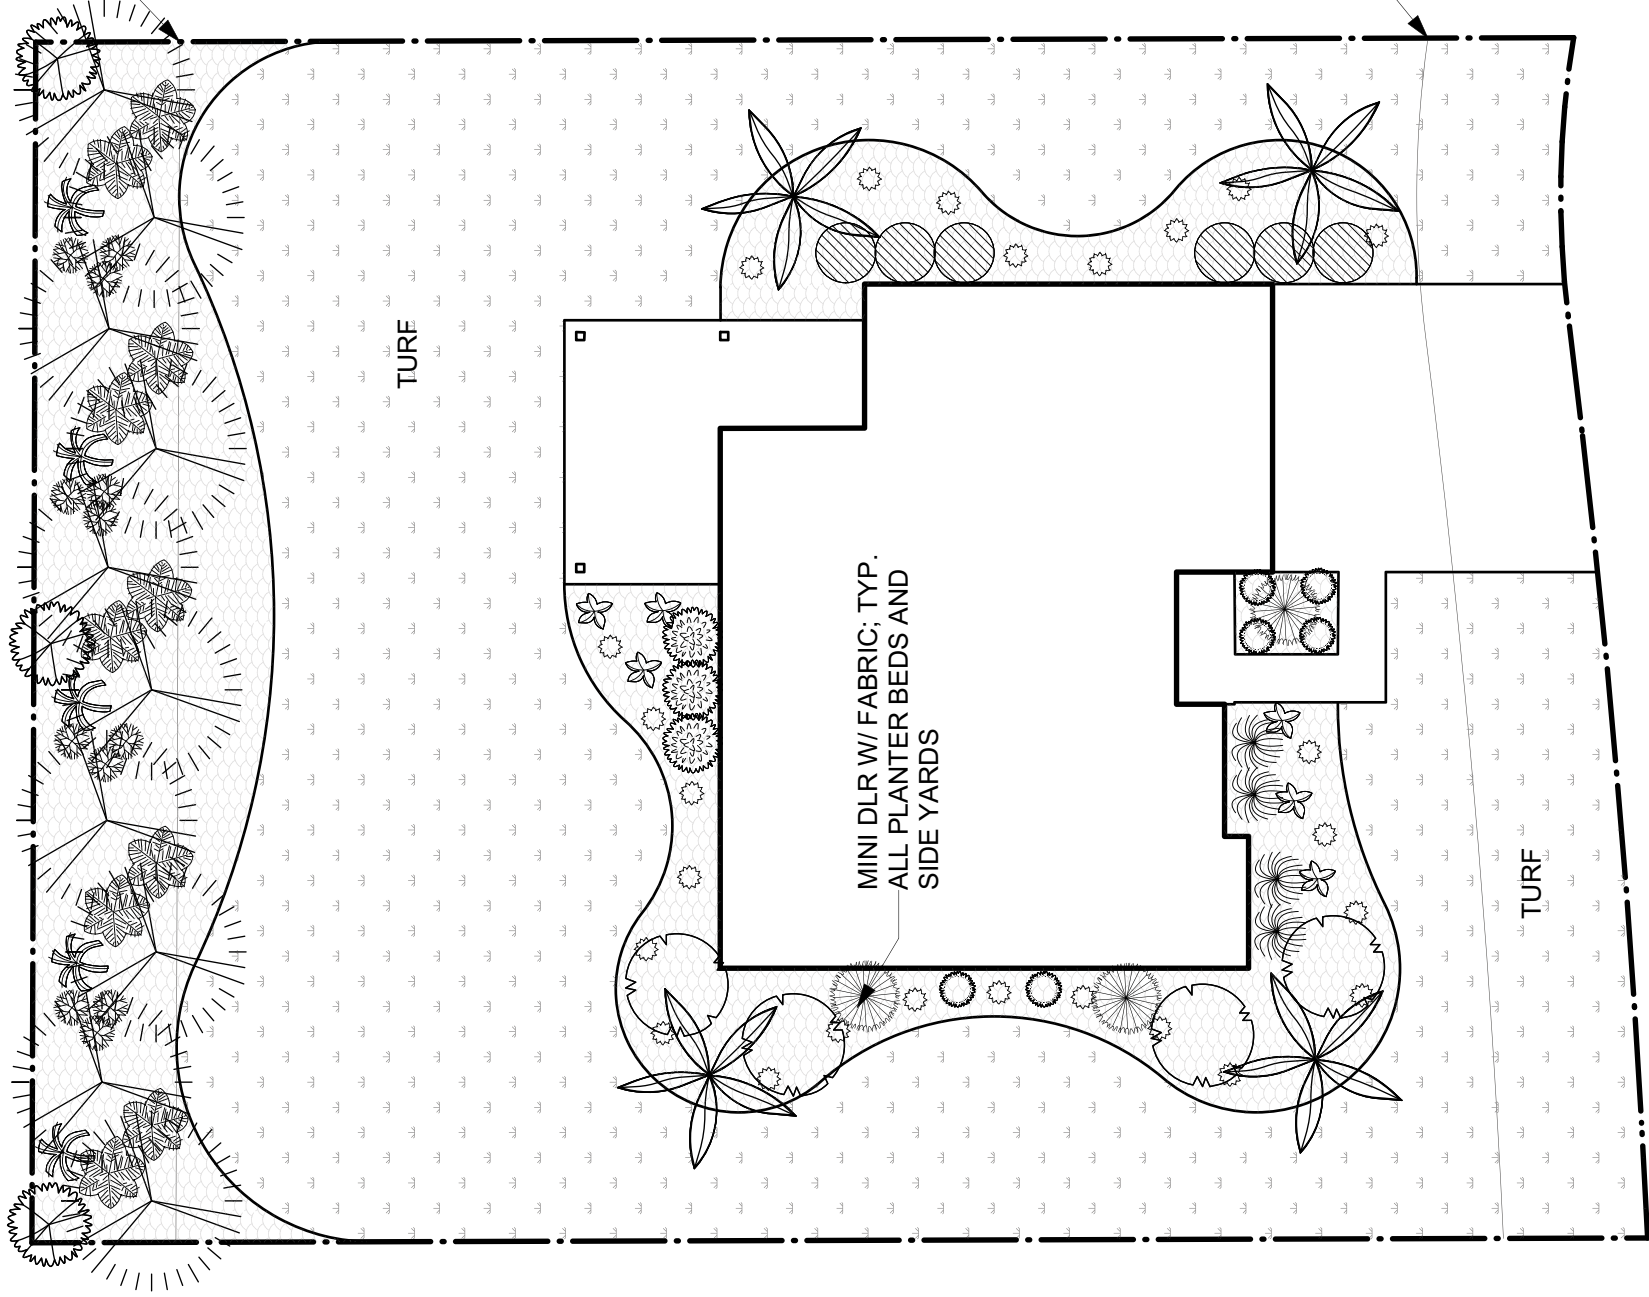 TURF
MINI DLR W/ FABRIC; TYP.
ALL PLANTER BEDS AND
SIDE YARDS
TURF